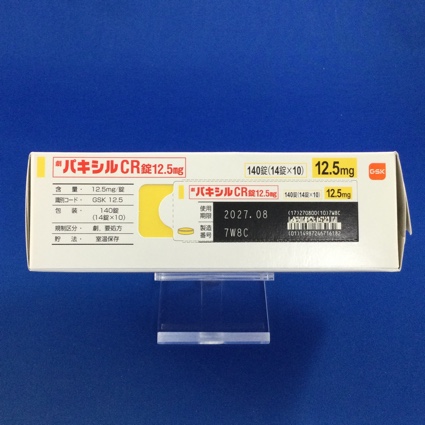 劇 パキシルCR錠12.5mg
140錠(14錠×10) 12.5mg
GSK
含量・ 12.5mg/錠
識別コード・ GSK 12.5
包装・ 140錠
(14錠×10)
規制区分・ 劇、要処方
貯法・ 室温保存
劇 パキシルCR錠12.5mg
140錠(14錠×10) 12.5mg
使用
期限 2027.08
製造
番号 7W8C
(17)270800(10)7W8C